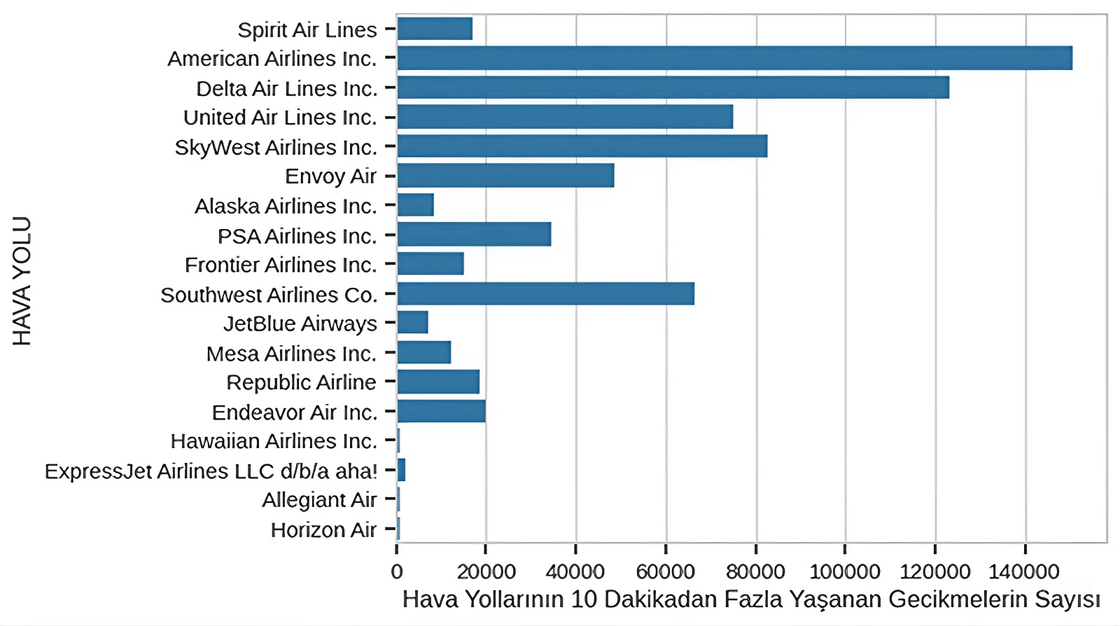 Spirit Air Lines
American Airlines Inc.
Delta Air Lines Inc.
United Air Lines Inc.
SkyWest Airlines Inc.
Envoy Air
Alaska Airlines Inc.
PSA Airlines Inc.
Frontier Airlines Inc.
Southwest Airlines Co.
JetBlue Airways
Mesa Airlines Inc.
Republic Airline
Endeavor Air Inc.
Hawaiian Airlines Inc.
ExpressJet Airlines LLC d/b/a aha!
Allegiant Air
Horizon Air
HAVA YOLU
0 20000 40000 60000 80000 100000 120000 140000
Hava Yollarının 10 Dakikadan Fazla Yaşanan Gecikmelerin Sayısı